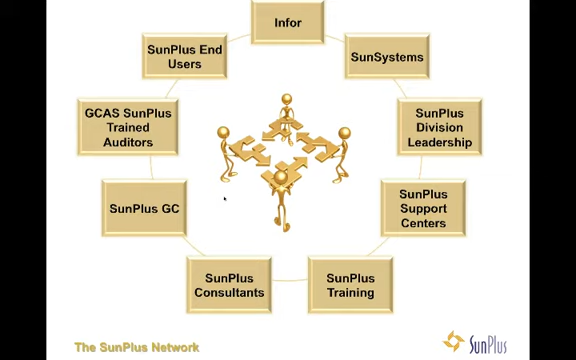 Infor
SunSystems
SunPlus
Division
Leadership
SunPlus
Support
Centers
SunPlus
Training
SunPlus
Consultants
SunPlus GC
GCAS SunPlus
Trained
Auditors
SunPlus End
Users
The SunPlus Network
SunPlus